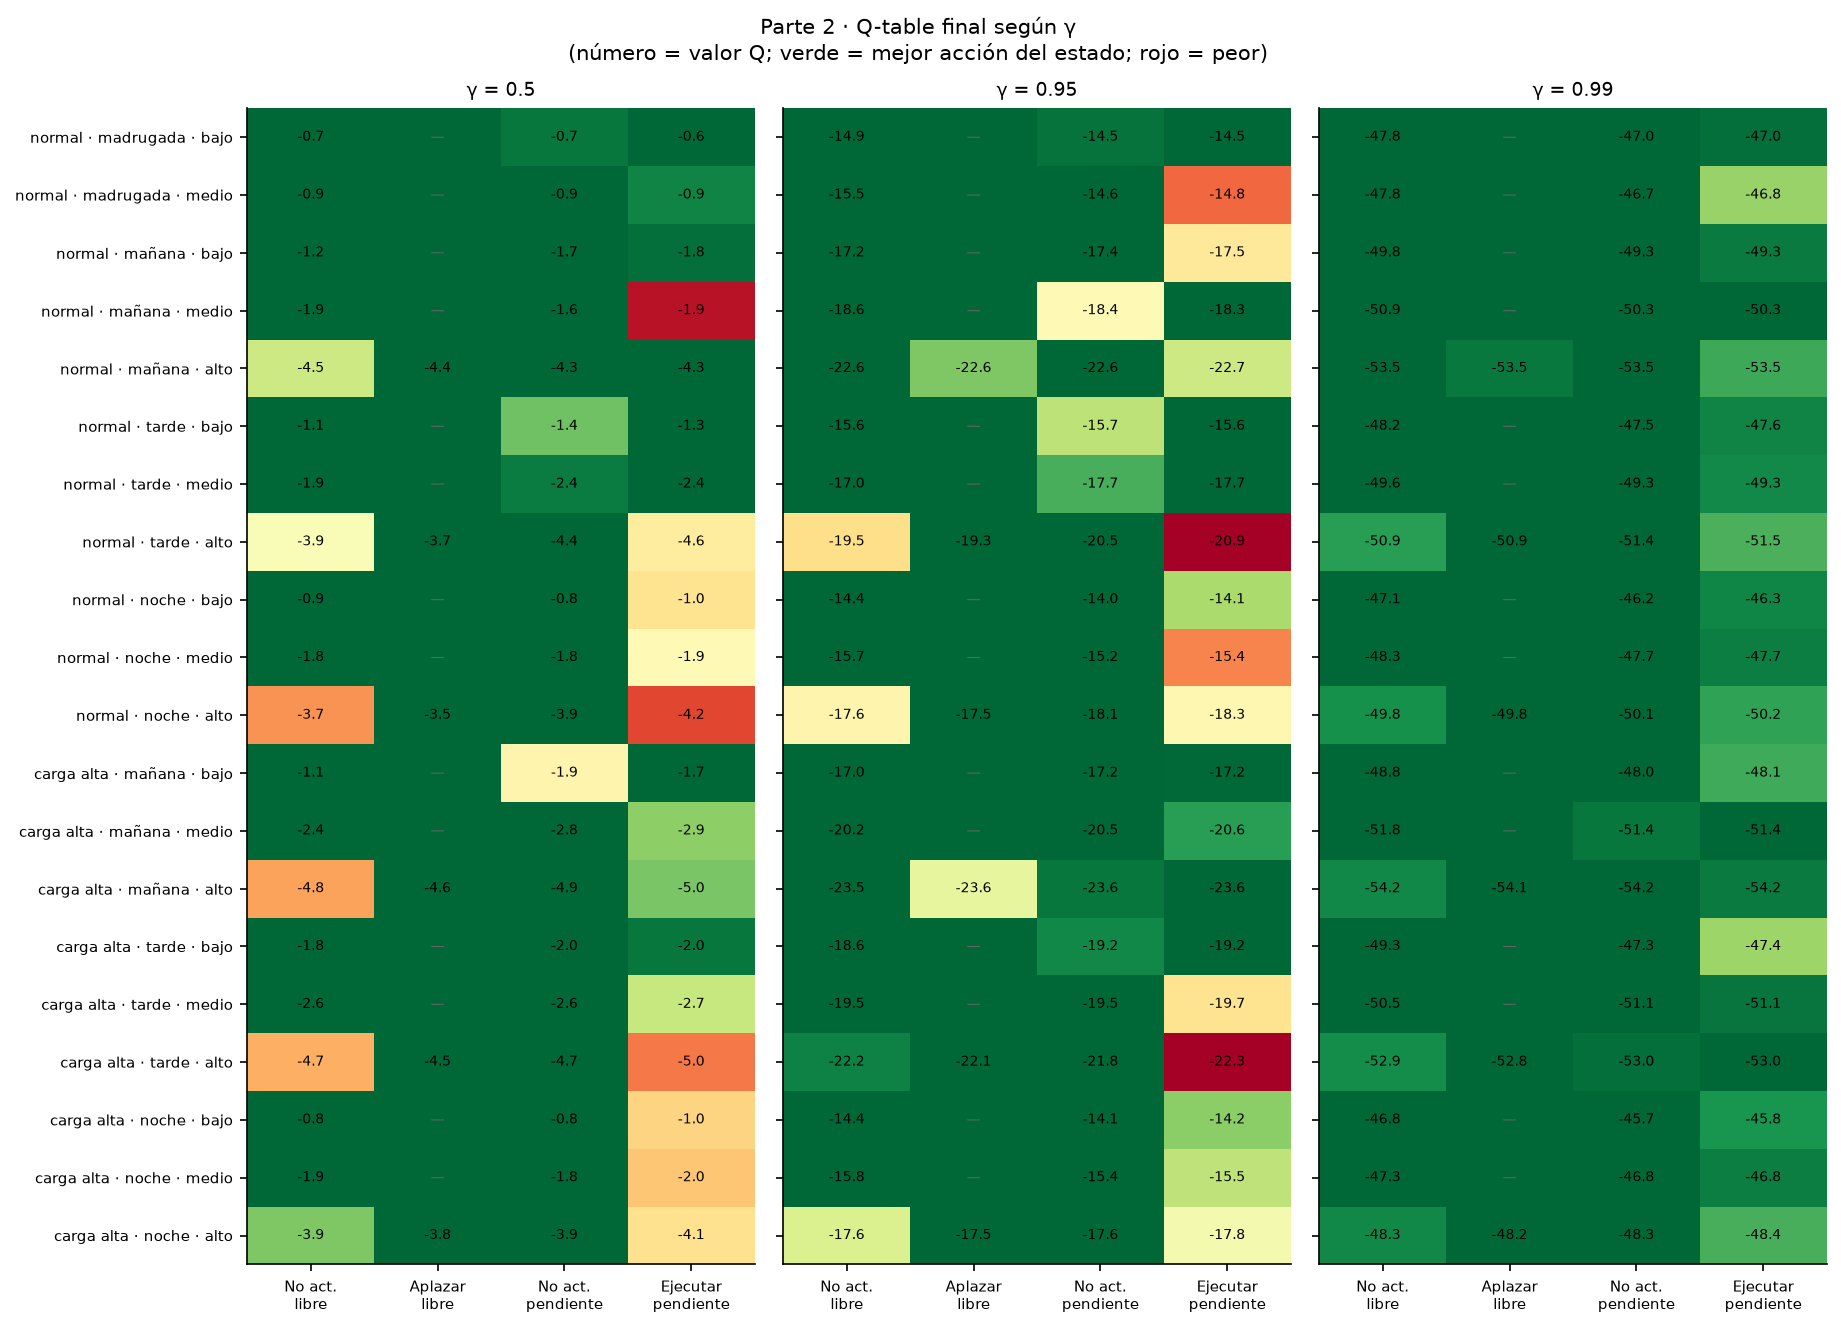 Parte 2 · Q-table final según γ
(número = valor Q; verde = mejor acción del estado; rojo = peor)
γ = 0.5 γ = 0.95 γ = 0.99
normal · madrugada · bajo -0.7 — -0.7 -0.6 -14.9 — -14.5 -14.5 -47.8 — -47.0 -47.0
normal · madrugada · medio -0.9 — -0.9 -0.9 -15.5 — -14.6 -14.8 -47.8 — -46.7 -46.8
normal · mañana · bajo -1.2 — -1.7 -1.8 -17.2 — -17.4 -17.5 -49.8 — -49.3 -49.3
normal · mañana · medio -1.9 — -1.6 -1.9 -18.6 — -18.4 -18.3 -50.9 — -50.3 -50.3
normal · mañana · alto -4.5 -4.4 -4.3 -4.3 -22.6 -22.6 -22.6 -22.7 -53.5 -53.5 -53.5 -53.5
normal · tarde · bajo -1.1 — -1.4 -1.3 -15.6 — -15.7 -15.6 -48.2 — -47.5 -47.6
normal · tarde · medio -1.9 — -2.4 -2.4 -17.0 — -17.7 -17.7 -49.6 — -49.3 -49.3
normal · tarde · alto -3.9 -3.7 -4.4 -4.6 -19.5 -19.3 -20.5 -20.9 -50.9 -50.9 -51.4 -51.5
normal · noche · bajo -0.9 — -0.8 -1.0 -14.4 — -14.0 -14.1 -47.1 — -46.2 -46.3
normal · noche · medio -1.8 — -1.8 -1.9 -15.7 — -15.2 -15.4 -48.3 — -47.7 -47.7
normal · noche · alto -3.7 -3.5 -3.9 -4.2 -17.6 -17.5 -18.1 -18.3 -49.8 -49.8 -50.1 -50.2
carga alta · mañana · bajo -1.1 — -1.9 -1.7 -17.0 — -17.2 -17.2 -48.8 — -48.0 -48.1
carga alta · mañana · medio -2.4 — -2.8 -2.9 -20.2 — -20.5 -20.6 -51.8 — -51.4 -51.4
carga alta · mañana · alto -4.8 -4.6 -4.9 -5.0 -23.5 -23.6 -23.6 -23.6 -54.2 -54.1 -54.2 -54.2
carga alta · tarde · bajo -1.8 — -2.0 -2.0 -18.6 — -19.2 -19.2 -49.3 — -47.3 -47.4
carga alta · tarde · medio -2.6 — -2.6 -2.7 -19.5 — -19.5 -19.7 -50.5 — -51.1 -51.1
carga alta · tarde · alto -4.7 -4.5 -4.7 -5.0 -22.2 -22.1 -21.8 -22.3 -52.9 -52.8 -53.0 -53.0
carga alta · noche · bajo -0.8 — -0.8 -1.0 -14.4 — -14.1 -14.2 -46.8 — -45.7 -45.8
carga alta · noche · medio -1.9 — -1.8 -2.0 -15.8 — -15.4 -15.5 -47.3 — -46.8 -46.8
carga alta · noche · alto -3.9 -3.8 -3.9 -4.1 -17.6 -17.5 -17.6 -17.8 -48.3 -48.2 -48.3 -48.4
No act. Aplazar No act. Ejecutar No act. Aplazar No act. Ejecutar No act. Aplazar No act. Ejecutar
libre libre pendiente pendiente libre libre pendiente pendiente libre libre pendiente pendiente